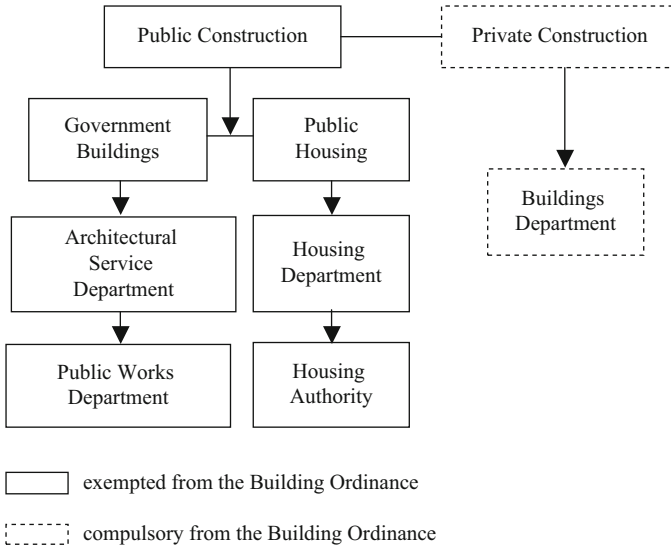 Public Construction
Private Construction
Government
Buildings
Public
Housing
Buildings
Department
Architectural
Service
Department
Housing
Department
Public Works
Department
Housing
Authority
exempted from the Building Ordinance
compulsory from the Building Ordinance